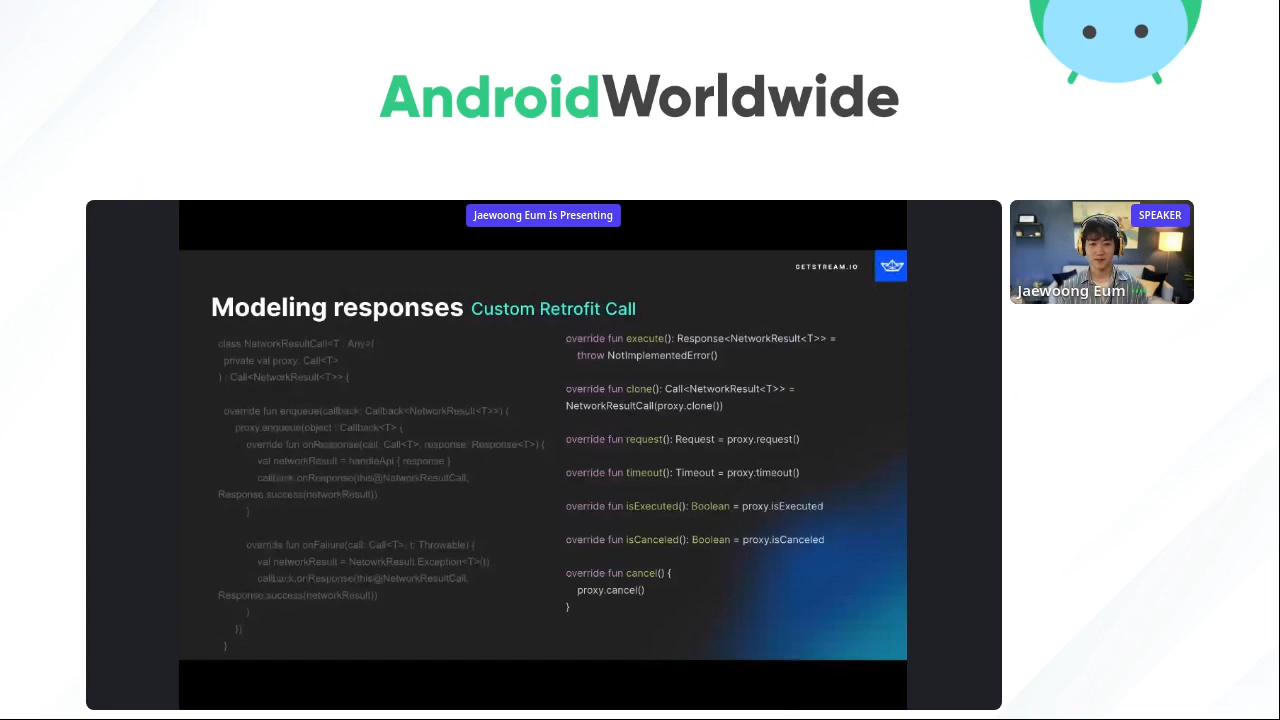 AndroidWorldwide
Jaewoong Eum Is Presenting
SPEAKER
Jaewoong Eum
GETSTREAM.IO
Modeling responses Custom Retrofit Call
class NetworkResultCall<T : Any>(
private val proxy: Call<T>
) : Call<NetworkResult<T>> {
override fun enqueue(callback: Callback<NetworkResult<T>>) {
proxy.enqueue(object : Callback<T> {
override fun onResponse(call: Call<T>, response: Response<T>) {
val networkResult = handleApi { response }
callback.onResponse(this@NetworkResultCall,
Response.success(networkResult))
}
override fun onFailure(call: Call<T>, t: Throwable) {
val networkResult = NetowrkResult.Exception<T>(t)
callback.onResponse(this@NetworkResultCall,
Response.success(networkResult))
}
})
}
override fun execute(): Response<NetworkResult<T>> =
throw NotImplementedError()
override fun clone(): Call<NetworkResult<T>> =
NetworkResultCall(proxy.clone())
override fun request(): Request = proxy.request()
override fun timeout(): Timeout = proxy.timeout()
override fun isExecuted(): Boolean = proxy.isExecuted
override fun isCanceled(): Boolean = proxy.isCanceled
override fun cancel() {
proxy.cancel()
}